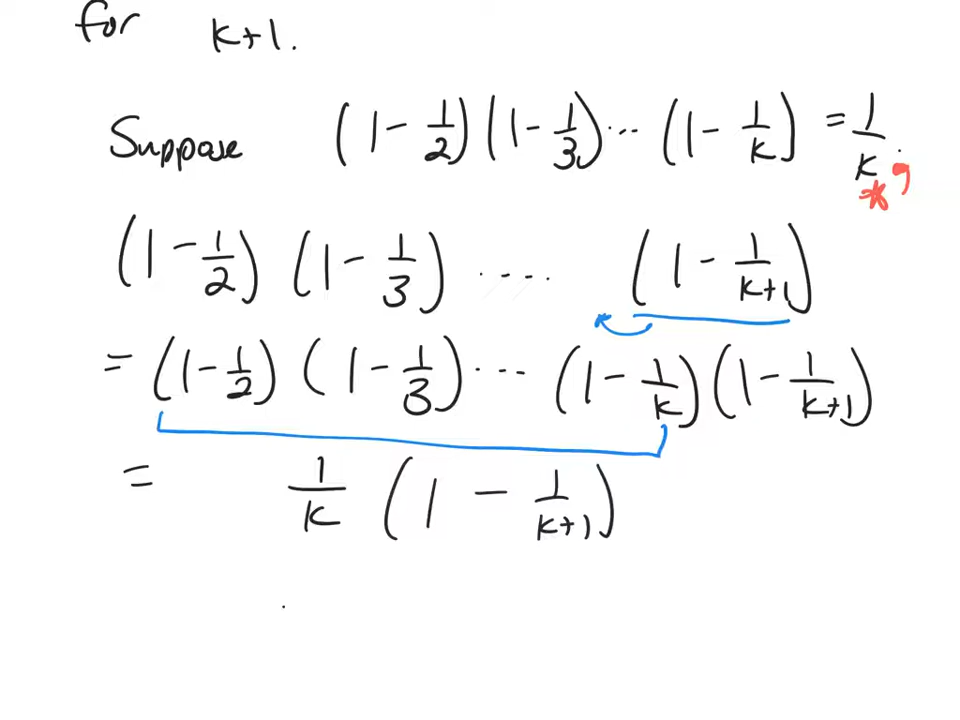 for k+1.
Suppose (1 - 1/2)(1 - 1/3)...(1 - 1/k) = 1/k. * ,
(1 - 1/2)(1 - 1/3) .... (1 - 1/(k+1))
= (1 - 1/2)(1 - 1/3)...(1 - 1/k)(1 - 1/(k+1))
= 1/k (1 - 1/(k+1))